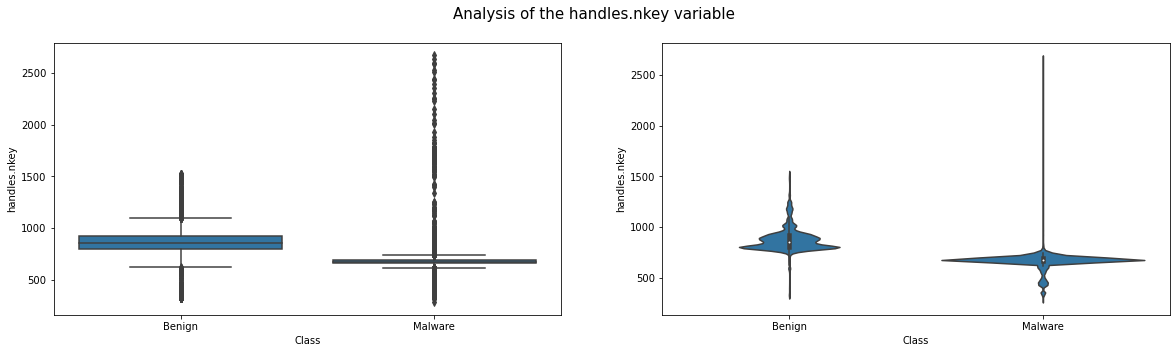 Analysis of the handles.nkey variable
2500
2000
1500
1000
500
handles.nkey
Benign
Malware
Class
2500
2000
1500
1000
500
handles.nkey
Benign
Malware
Class